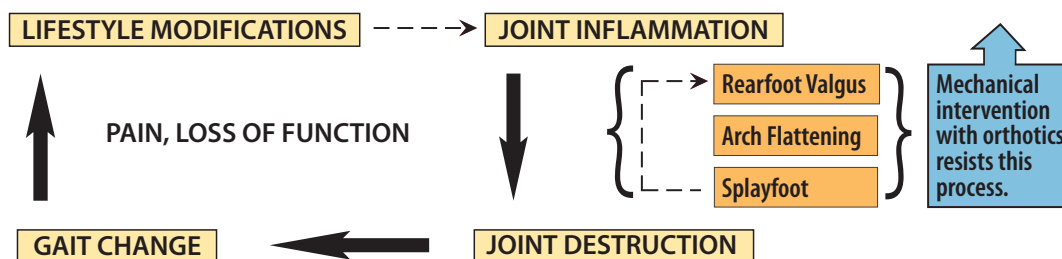 LIFESTYLE MODIFICATIONS
JOINT INFLAMMATION
Rearfoot Valgus
Arch Flattening
Splayfoot
Mechanical
intervention
with orthotics
resists this
process.
PAIN, LOSS OF FUNCTION
GAIT CHANGE
JOINT DESTRUCTION